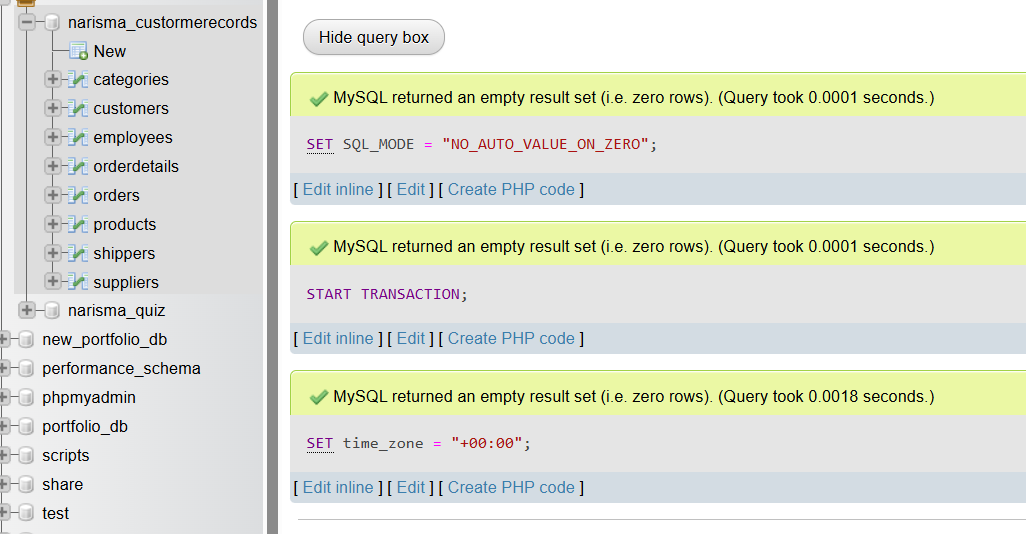 narisma_custormerecords
New
categories
customers
employees
orderdetails
orders
products
shippers
suppliers
narisma_quiz
new_portfolio_db
performance_schema
phpmyadmin
portfolio_db
scripts
share
test
Hide query box
MySQL returned an empty result set (i.e. zero rows). (Query took 0.0001 seconds.)
SET SQL_MODE = "NO_AUTO_VALUE_ON_ZERO";
[ Edit inline ] [ Edit ] [ Create PHP code ]
MySQL returned an empty result set (i.e. zero rows). (Query took 0.0001 seconds.)
START TRANSACTION;
[ Edit inline ] [ Edit ] [ Create PHP code ]
MySQL returned an empty result set (i.e. zero rows). (Query took 0.0018 seconds.)
SET time_zone = "+00:00";
[ Edit inline ] [ Edit ] [ Create PHP code ]